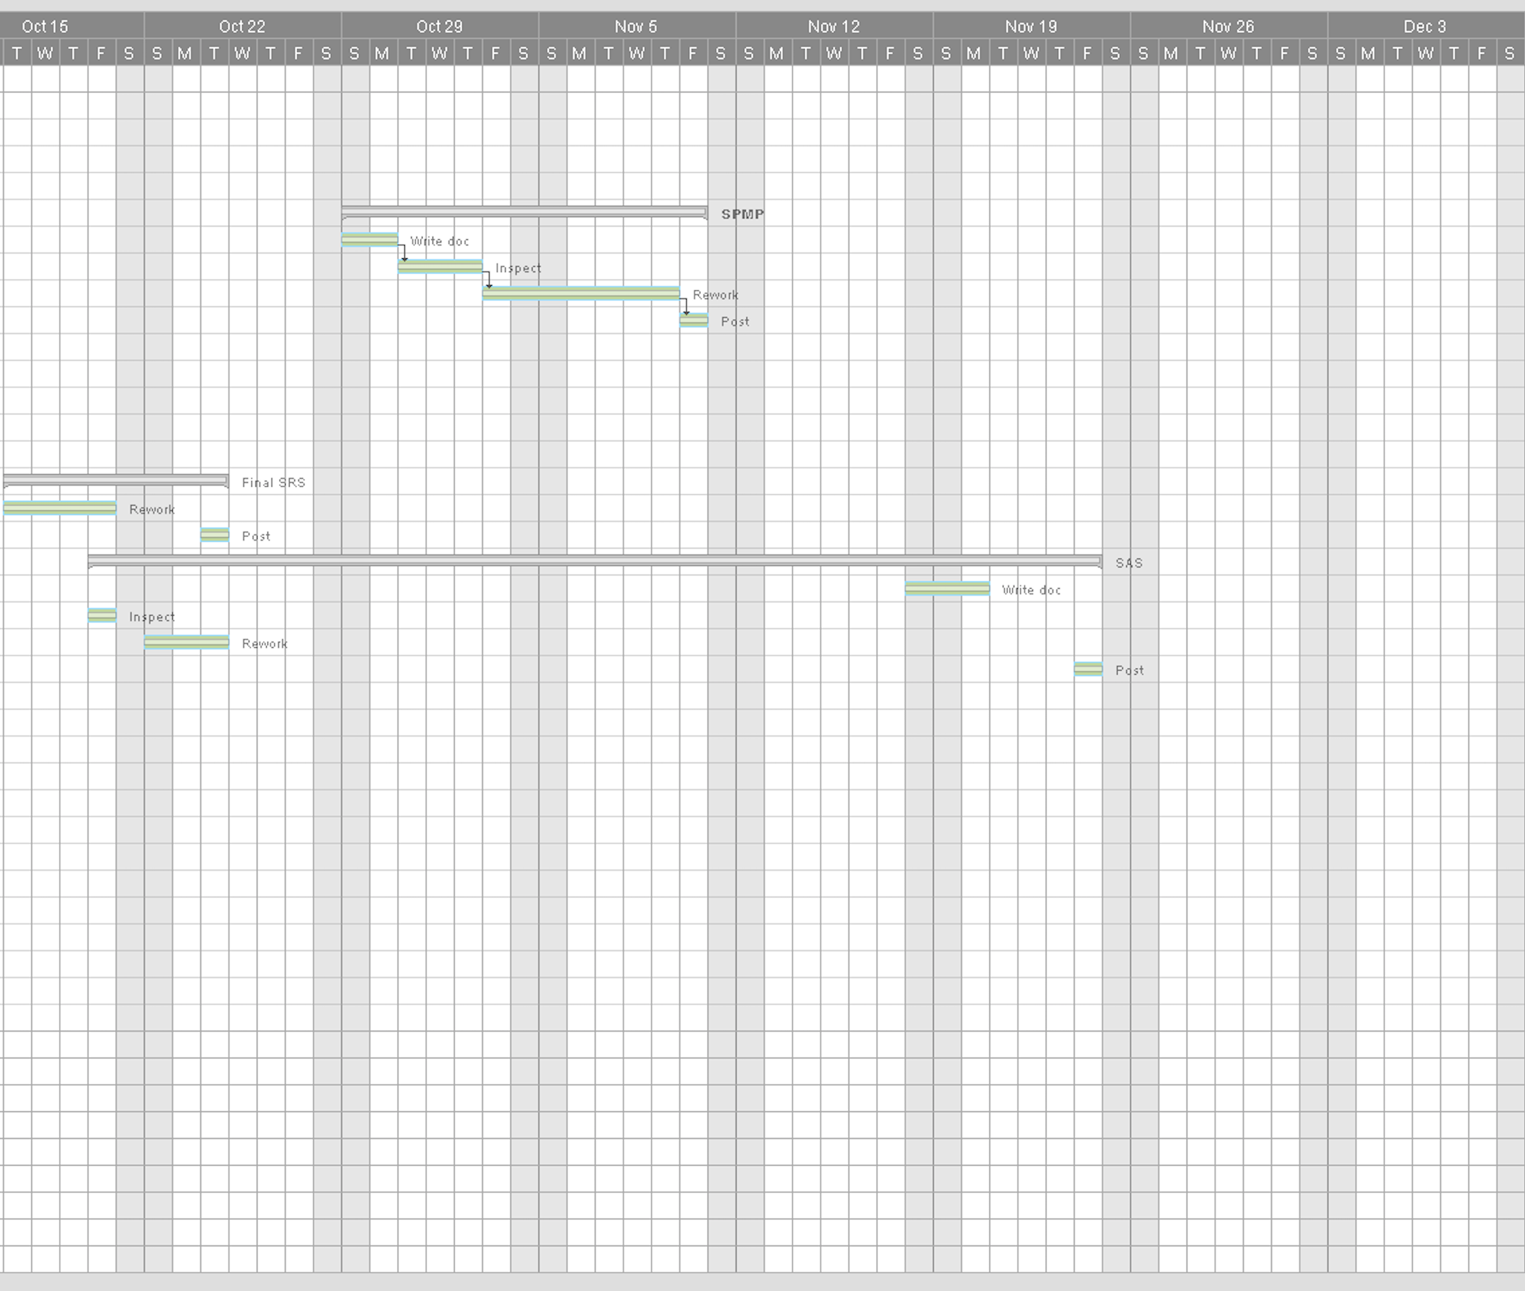 Oct 15 Oct 22 Oct 29 Nov 5 Nov 12 Nov 19 Nov 26 Dec 3
T W T F S S M T W T F S S M T W T F S S M T W T F S S M T W T F S S M T W T F S S M T W T F S S M T W T F S
SPMP
Write doc
Inspect
Rework
Post
Final SRS
Rework
Post
SAS
Write doc
Inspect
Rework
Post